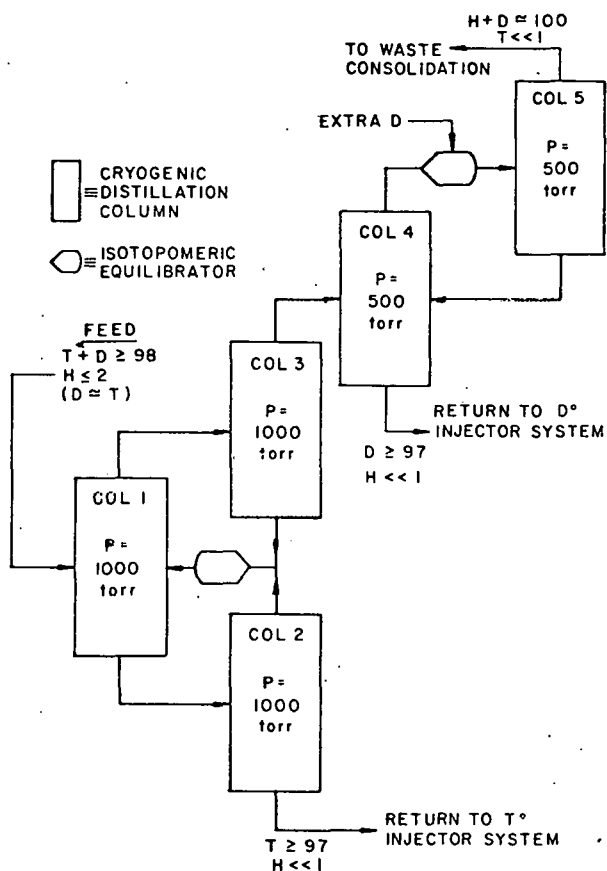 H+D ≃ 100
T<<1
TO WASTE
CONSOLIDATION
COL 5
P =
500
torr
EXTRA D
CRYOGENIC
≡DISTILLATION
COLUMN
≡ISOTOPOMERIC
EQUILIBRATOR
COL 4
P =
500
torr
FEED
T + D ≥ 98
H ≤ 2
(D ≃ T)
COL 3
P =
1000
torr
RETURN TO D°
INJECTOR SYSTEM
D ≥ 97
H <<1
COL 1
P =
1000
torr
COL 2
P =
1000
torr
RETURN TO T°
INJECTOR SYSTEM
T ≥ 97
H<<1